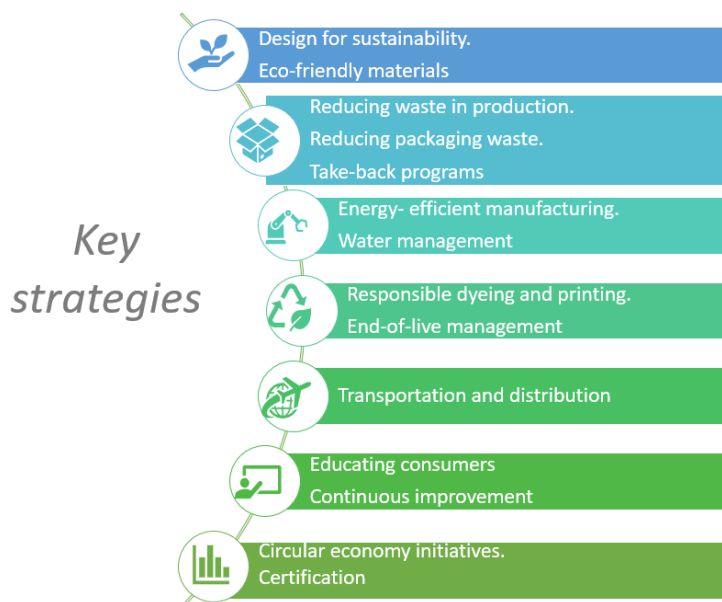 Key
strategies
Design for sustainability.
Eco-friendly materials
Reducing waste in production.
Reducing packaging waste.
Take-back programs
Energy- efficient manufacturing.
Water management
Responsible dyeing and printing.
End-of-live management
Transportation and distribution
Educating consumers
Continuous improvement
Circular economy initiatives.
Certification